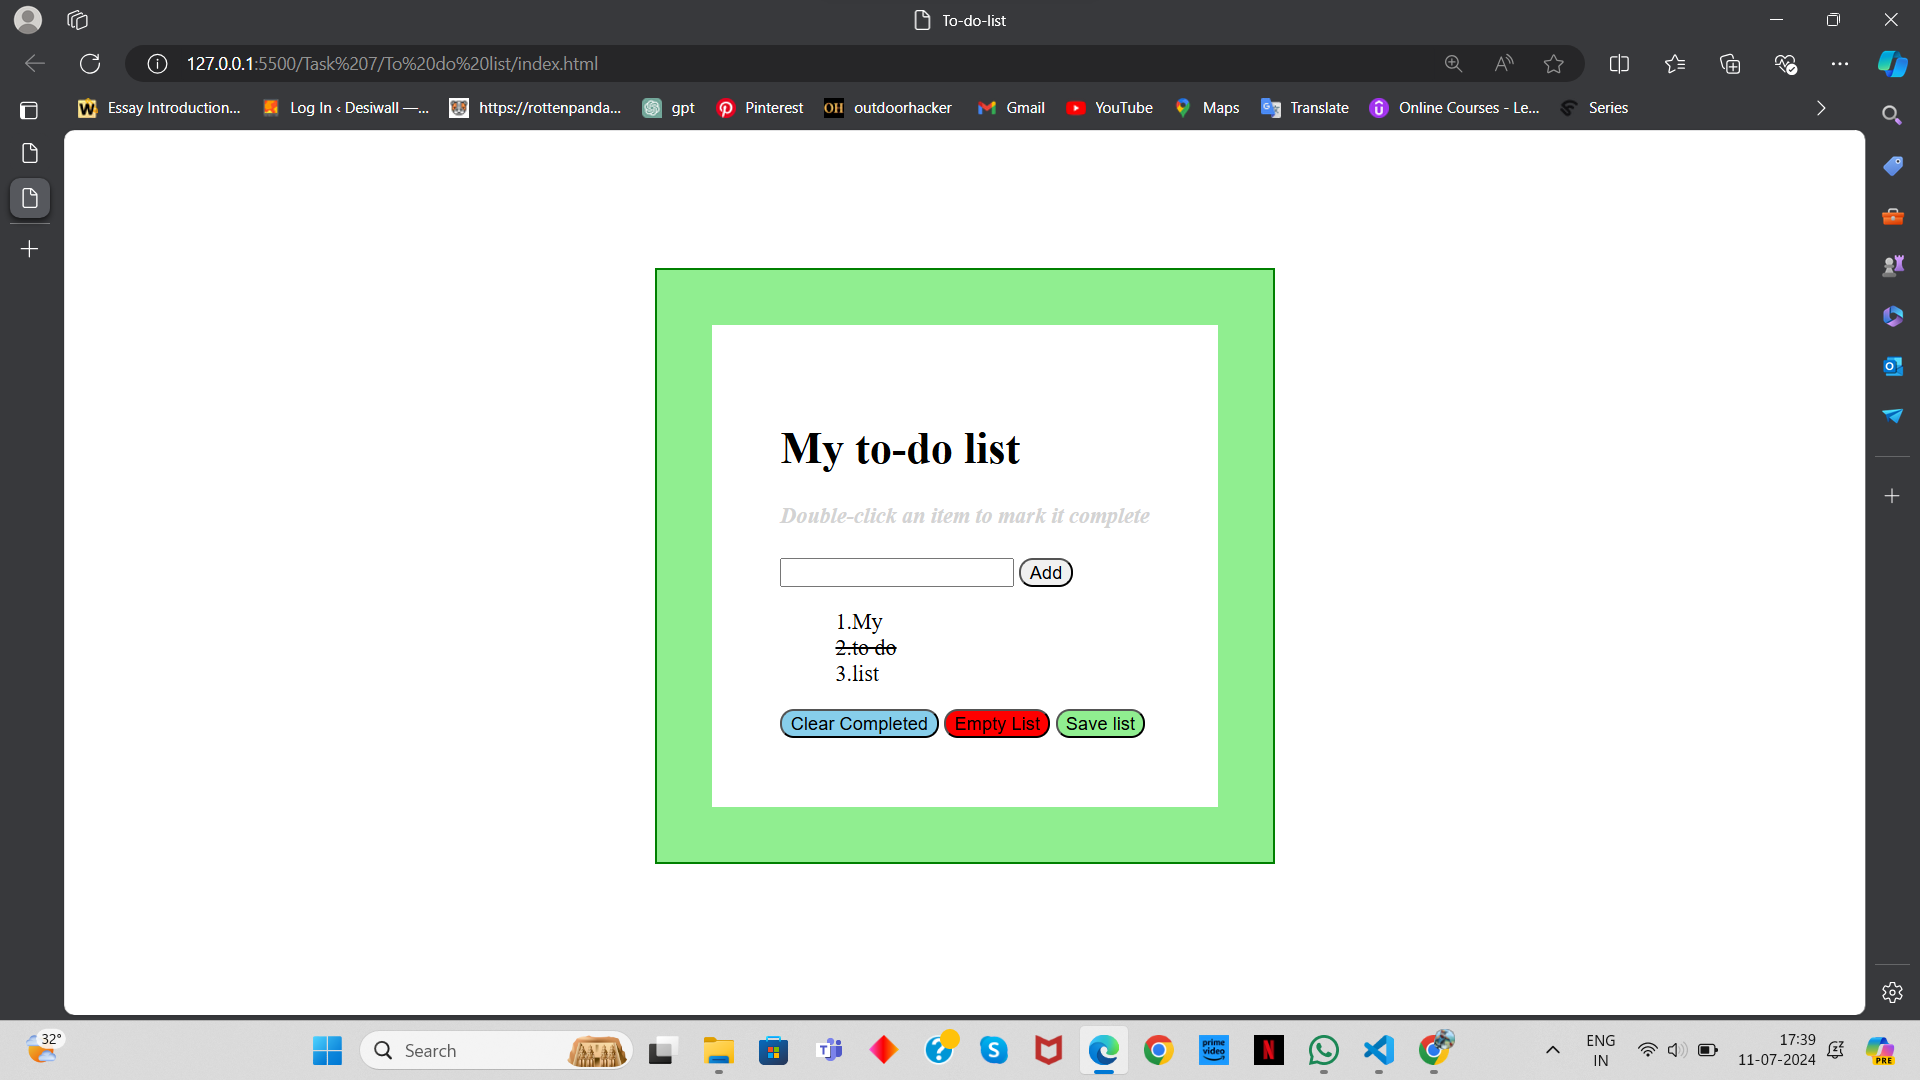 To-do-list
127.0.0.1:5500/Task%207/To%20do%20list/index.html
Essay Introduction... Log In ‹ Desiwall —... https://rottenpanda... gpt Pinterest OH outdoorhacker Gmail YouTube Maps Translate Online Courses - Le... Series
My to-do list
Double-click an item to mark it complete
Add
1.My
2.to do
3.list
Clear Completed Empty List Save list
32° Search prime video ENG IN 17:39 11-07-2024 PRE